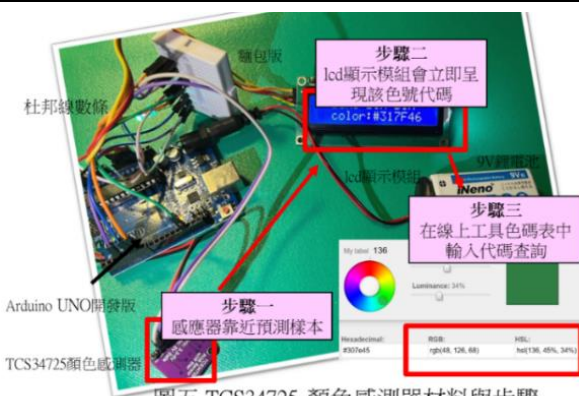 麵包版
步驟二
lcd顯示模組會立即呈
現該色號代碼
杜邦線數條
color:#317F46
lcd顯示模組
9V鋰電池
iNeno
9V
步驟三
在線上工具色碼表中
輸入代碼查詢
My label 136
Luminance: 34%
Arduino UNO開發版
步驟一
感應器靠近預測樣本
Hexadecimal:
RGB:
HSL:
#307e45
rgb(48, 126, 68)
hsl(136, 45%, 34%)
TCS34725顏色感測器
TCS34725 顏色感測器材料與步驟